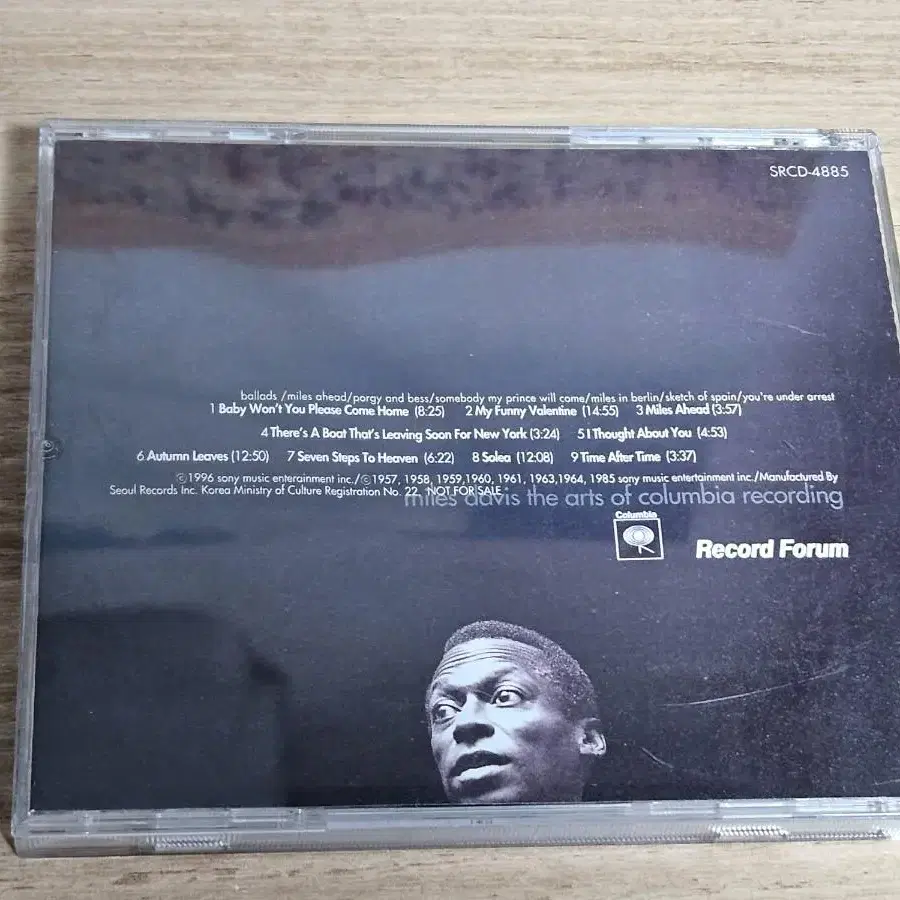 SRCD-4885
ballads /miles ahead/porgy and bess/somebody my prince will come/miles in berlin/sketch of spain/you're under arrest
1 Baby Won't You Please Come Home (8:25) 2 My Funny Valentine (14:55) 3 Miles Ahead (3:57)
4 There's A Boat That's Leaving Soon For New York (3:24) 5 I Thought About You (4:53)
6 Autumn Leaves (12:50) 7 Seven Steps To Heaven (6:22) 8 Solea (12:08) 9 Time After Time (3:37)
©1996 sony music entertainment inc./©1957, 1958, 1959,1960, 1961, 1963,1964, 1985 sony music entertainment inc./Manufactured By
Seoul Records Inc. Korea Ministry of Culture Registration No. 22. NOT FOR SALE
miles davis the arts of columbia recording
Columbia
Record Forum